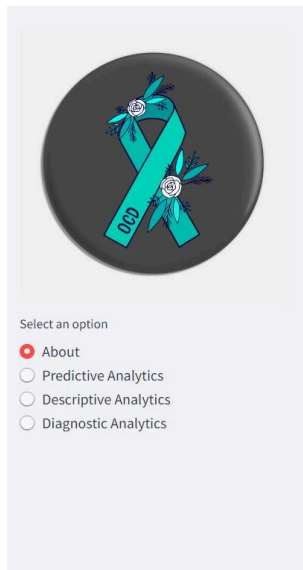 OCD
Select an option
About
Predictive Analytics
Descriptive Analytics
Diagnostic Analytics